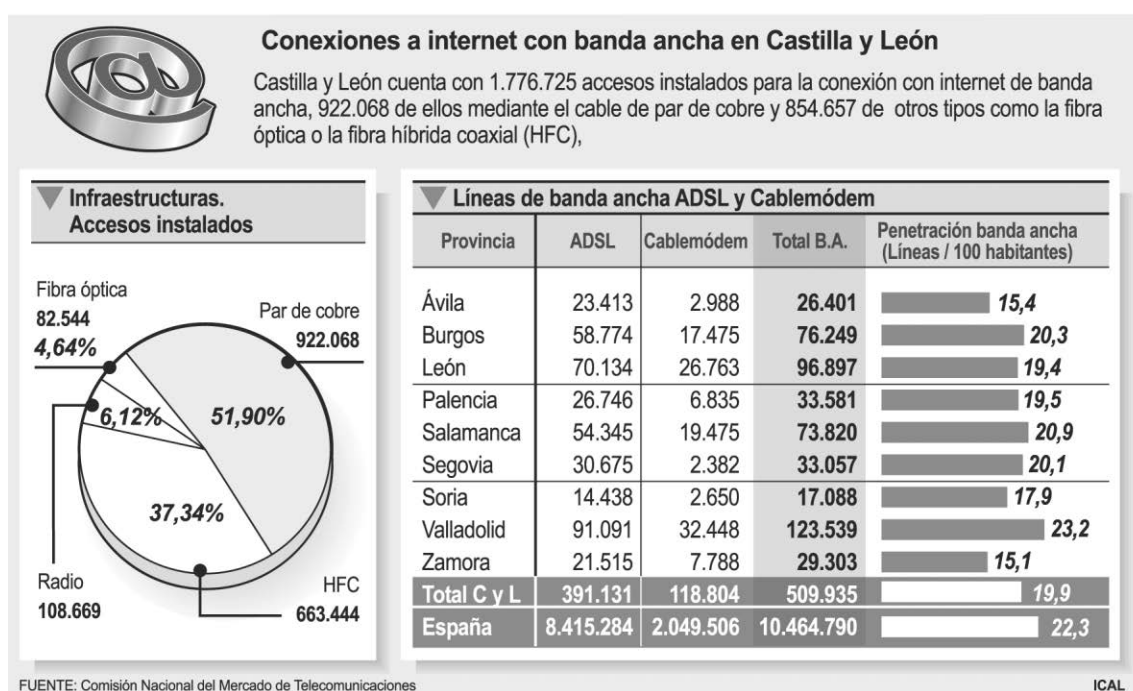 Conexiones a internet con banda ancha en Castilla y León
Castilla y León cuenta con 1.776.725 accesos instalados para la conexión con internet de banda
ancha, 922.068 de ellos mediante el cable de par de cobre y 854.657 de otros tipos como la fibra
óptica o la fibra híbrida coaxial (HFC),
Infraestructuras.
Accesos instalados
Fibra óptica
82.544
4,64%
Par de cobre
922.068
6,12%
51,90%
37,34%
Radio
108.669
HFC
663.444
Líneas de banda ancha ADSL y Cablemódem
Provincia ADSL Cablemódem Total B.A. Penetración banda ancha
(Líneas / 100 habitantes)
Ávila 23.413 2.988 26.401 15,4
Burgos 58.774 17.475 76.249 20,3
León 70.134 26.763 96.897 19,4
Palencia 26.746 6.835 33.581 19,5
Salamanca 54.345 19.475 73.820 20,9
Segovia 30.675 2.382 33.057 20,1
Soria 14.438 2.650 17.088 17,9
Valladolid 91.091 32.448 123.539 23,2
Zamora 21.515 7.788 29.303 15,1
Total C y L 391.131 118.804 509.935 19,9
España 8.415.284 2.049.506 10.464.790 22,3
FUENTE: Comisión Nacional del Mercado de Telecomunicaciones
ICAL